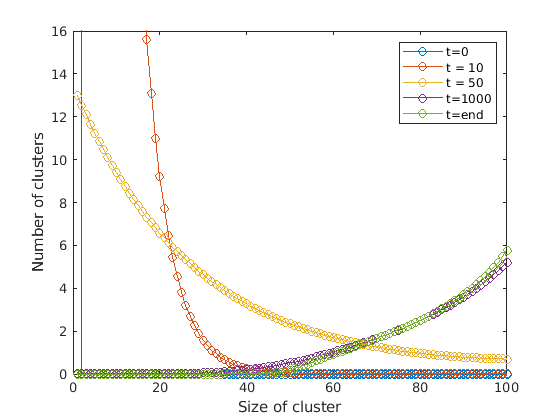 16
14
12
10
8
6
4
2
0
0
20
40
60
80
100
Number of clusters
Size of cluster
t=0
t = 10
t = 50
t=1000
t=end